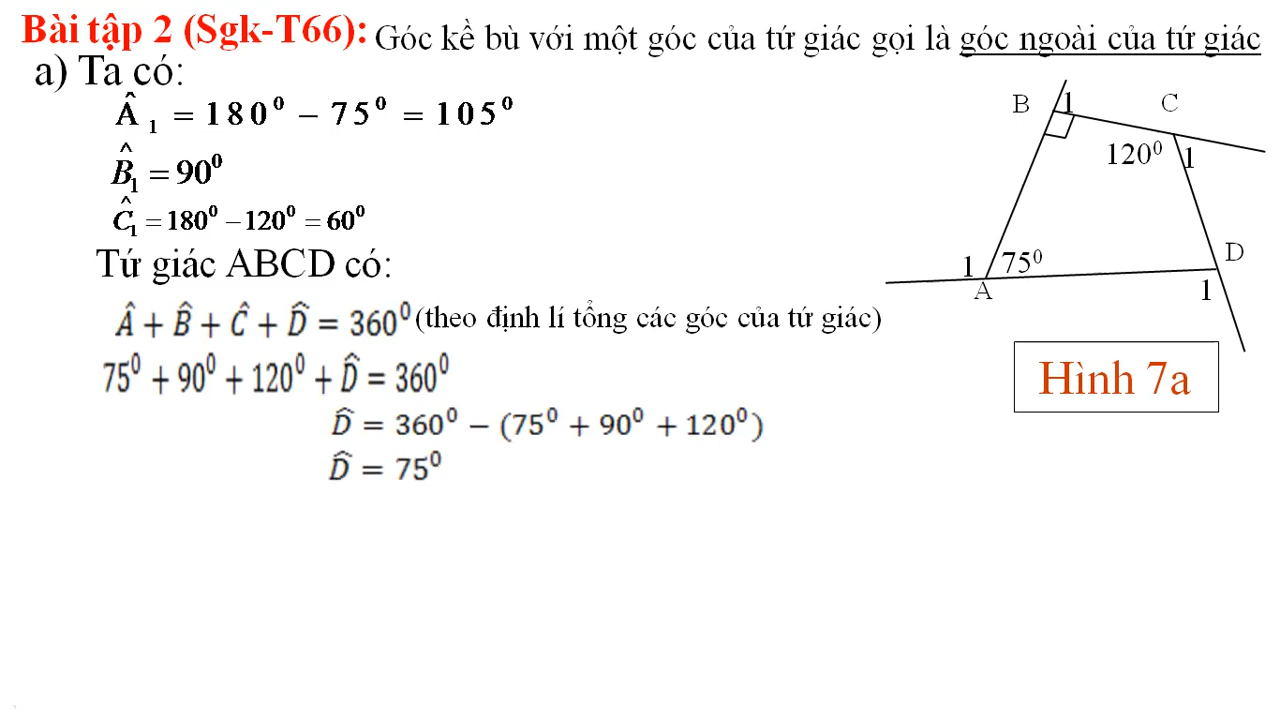 Bài tập 2 (Sgk-T66): Góc kề bù với một góc của tứ giác gọi là góc ngoài của tứ giác
a) Ta có:
Â₁ = 180⁰ − 75⁰ = 105⁰
B̂₁ = 90⁰
Ĉ₁ = 180⁰ − 120⁰ = 60⁰
Tứ giác ABCD có:
Â + B̂ + Ĉ + D̂ = 360⁰ (theo định lí tổng các góc của tứ giác)
75⁰ + 90⁰ + 120⁰ + D̂ = 360⁰
D̂ = 360⁰ − (75⁰ + 90⁰ + 120⁰)
D̂ = 75⁰
B 1 C
120⁰ 1
D
1 75⁰
A 1
Hình 7a